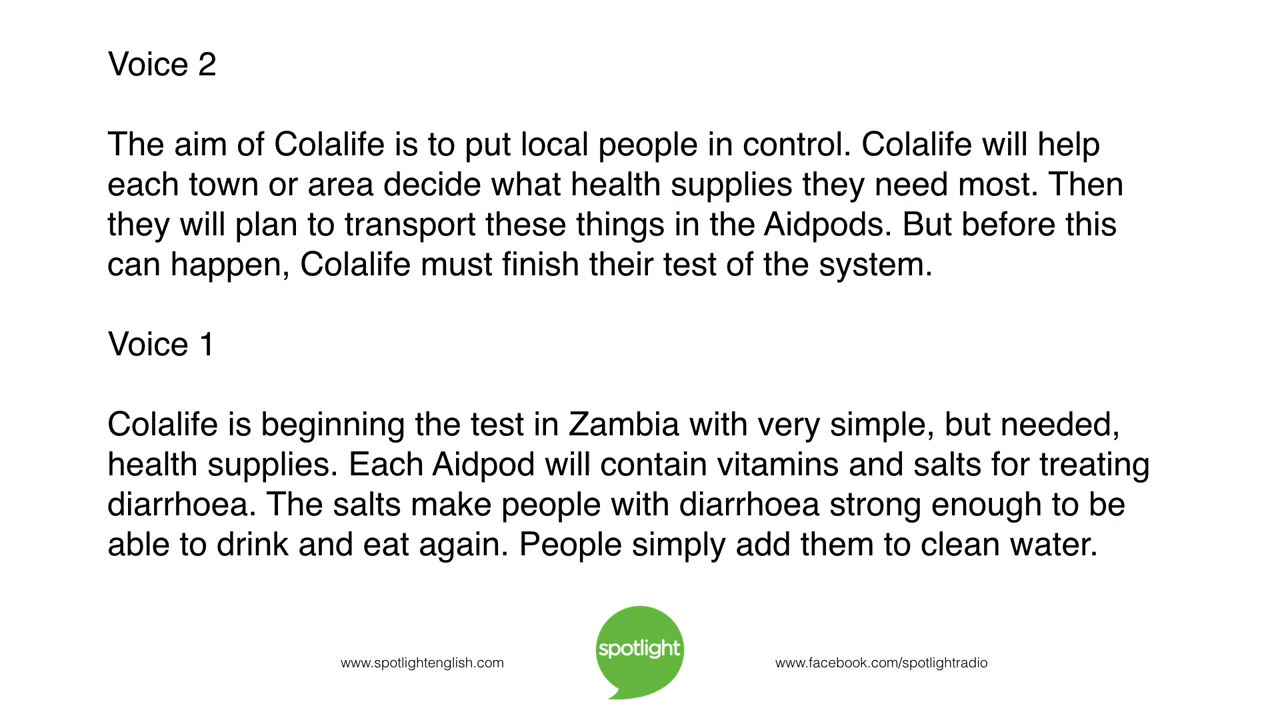 Voice 2
The aim of Colalife is to put local people in control. Colalife will help
each town or area decide what health supplies they need most. Then
they will plan to transport these things in the Aidpods. But before this
can happen, Colalife must finish their test of the system.
Voice 1
Colalife is beginning the test in Zambia with very simple, but needed,
health supplies. Each Aidpod will contain vitamins and salts for treating
diarrhoea. The salts make people with diarrhoea strong enough to be
able to drink and eat again. People simply add them to clean water.
www.spotlightenglish.com
spotlight
www.facebook.com/spotlightradio